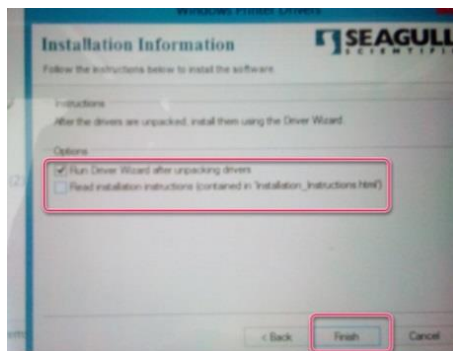 Windows Printer Drivers
Installation Information
SEAGULL
SCIENTIFI
Follow the instructions below to install the software.
Instructions
After the drivers are unpacked, install them using the Driver Wizard.
Options
Run Driver Wizard after unpacking drivers
Read installation instructions (contained in 'Installation_Instructions.html')
< Back
Finish
Cancel